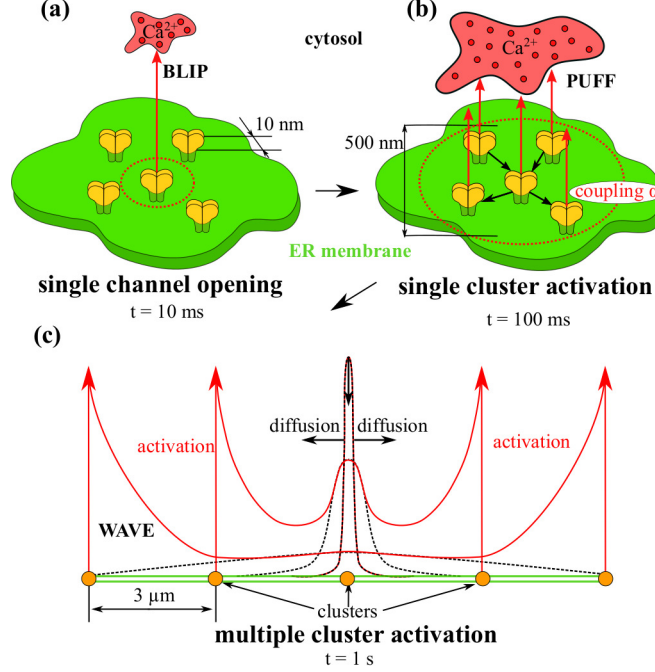 (a)
Ca2+
BLIP
cytosol
10 nm
(b)
Ca2+
PUFF
500 nm
coupling
ER membrane
single channel opening
t = 10 ms
single cluster activation
t = 100 ms
(c)
diffusion
diffusion
activation
activation
WAVE
3 µm
clusters
multiple cluster activation
t = 1 s